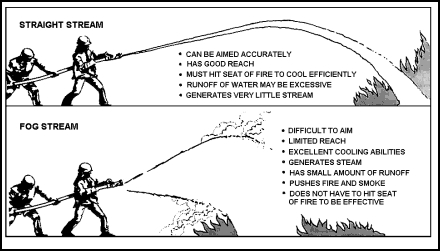 STRAIGHT STREAM
• CAN BE AIMED ACCURATELY
• HAS GOOD REACH
• MUST HIT SEAT OF FIRE TO COOL EFFICIENTLY
• RUNOFF OF WATER MAY BE EXCESSIVE
• GENERATES VERY LITTLE STREAM
FOG STREAM
• DIFFICULT TO AIM
• LIMITED REACH
• EXCELLENT COOLING ABILITIES
• GENERATES STEAM
• HAS SMALL AMOUNT OF RUNOFF
• PUSHES FIRE AND SMOKE
• DOES NOT HAVE TO HIT SEAT
OF FIRE TO BE EFFECTIVE